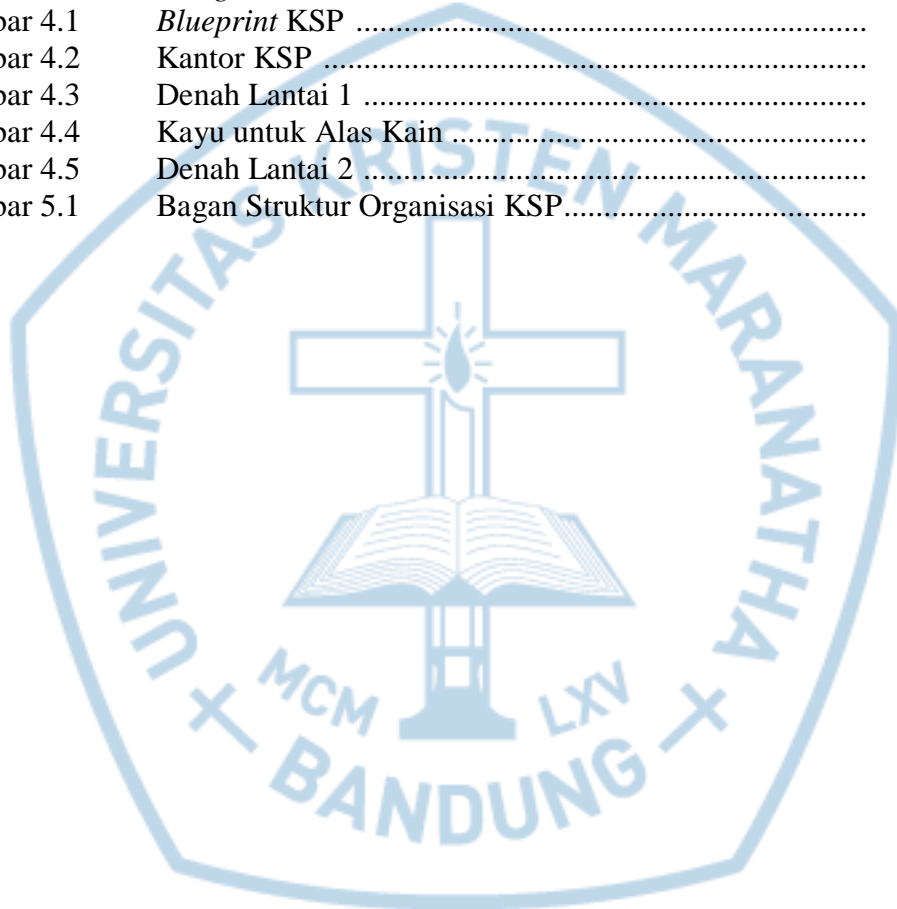 bar 4.1 Blueprint KSP ................................................................
bar 4.2 Kantor KSP ....................................................................
bar 4.3 Denah Lantai 1 ...............................................................
bar 4.4 Kayu untuk Alas Kain ....................................................
bar 4.5 Denah Lantai 2 ...............................................................
bar 5.1 Bagan Struktur Organisasi KSP......................................
UNIVERSITAS KRISTEN MARANATHA
MCM LXV
BANDUNG